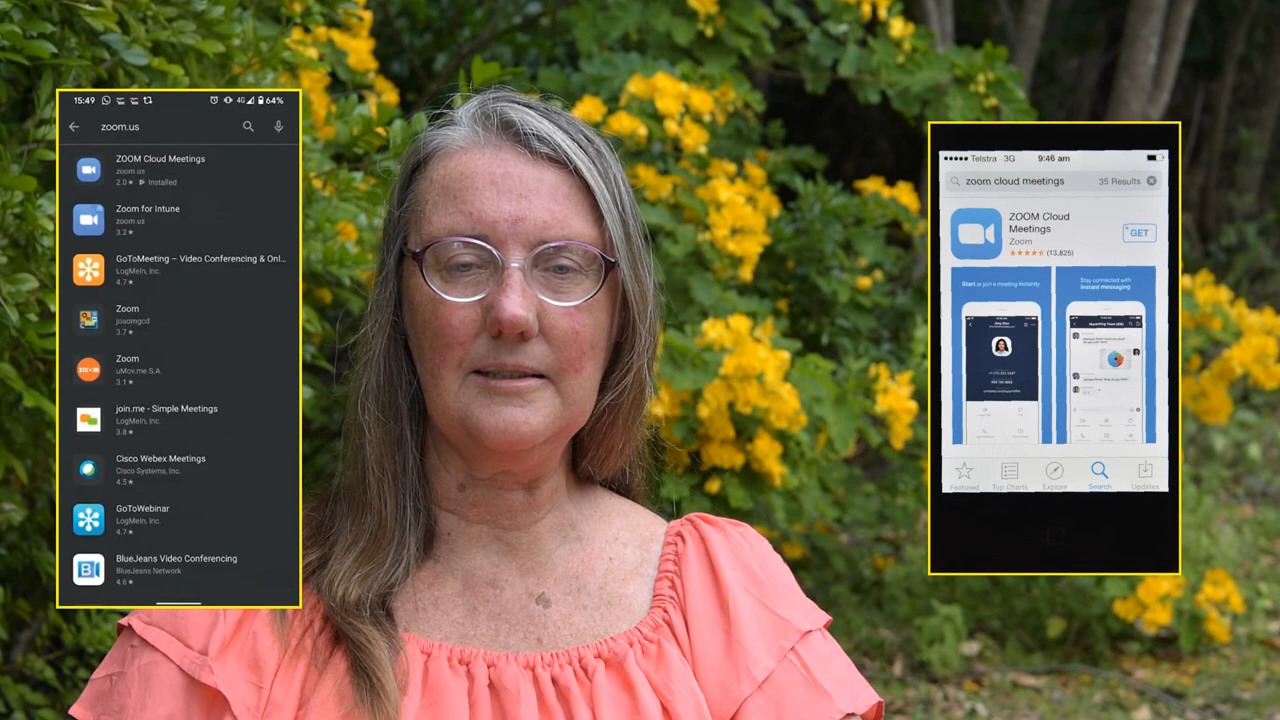 15:49
4G
64%
zoom.us
ZOOM Cloud Meetings
zoom.us
2.0★ Installed
Zoom for Intune
zoom.us
3.2★
GoToMeeting – Video Conferencing & Onl...
LogMeIn, Inc.
4.7★
Zoom
joaomgcd
3.7★
Zoom
uMov.me S.A.
3.1★
join.me - Simple Meetings
LogMeIn, Inc.
3.8★
Cisco Webex Meetings
Cisco Systems, Inc.
4.5★
GoToWebinar
LogMeIn, Inc.
4.7★
BlueJeans Video Conferencing
BlueJeans Network
4.6★
Telstra 3G 9:46 am
zoom cloud meetings 35 Results
ZOOM Cloud
Meetings
Zoom
(13,825)
GET
Start or join a meeting instantly
Stay connected with
instant messaging
Featured Top Charts Explore Search Updates